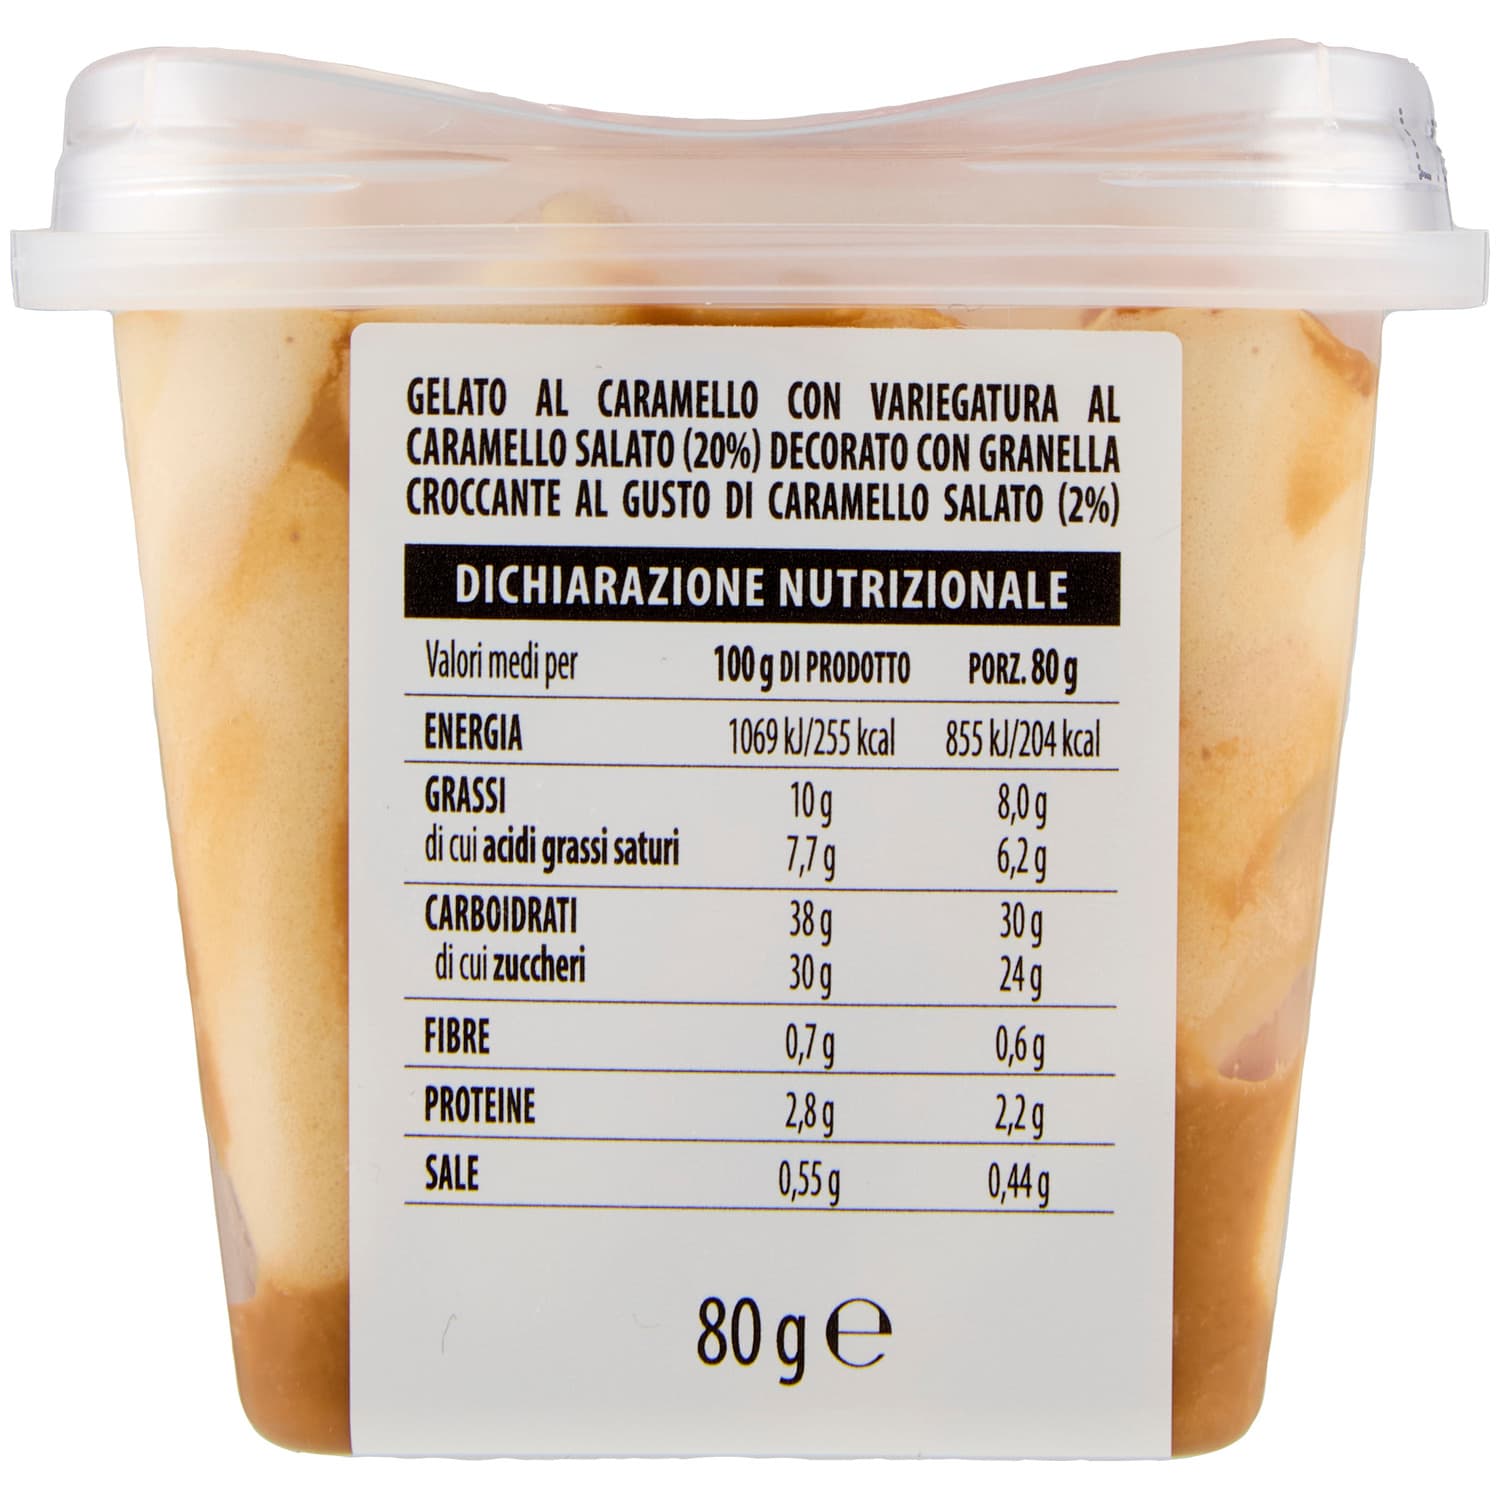 GELATO AL CARAMELLO CON VARIEGATURA AL
CARAMELLO SALATO (20%) DECORATO CON GRANELLA
CROCCANTE AL GUSTO DI CARAMELLO SALATO (2%)
DICHIARAZIONE NUTRIZIONALE
Valori medi per 100 g DI PRODOTTO PORZ. 80 g
ENERGIA 1069 kJ/255 kcal 855 kJ/204 kcal
GRASSI 10 g 8,0 g
di cui acidi grassi saturi 7,7 g 6,2 g
CARBOIDRATI 38 g 30 g
di cui zuccheri 30 g 24 g
FIBRE 0,7 g 0,6 g
PROTEINE 2,8 g 2,2 g
SALE 0,55 g 0,44 g
80 g ℮